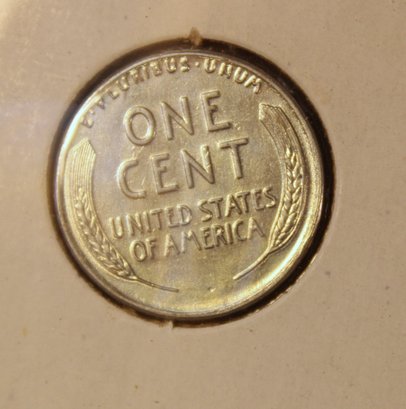 E·PLURIBUS·UNUM
ONE
CENT
UNITED STATES
OF AMERICA